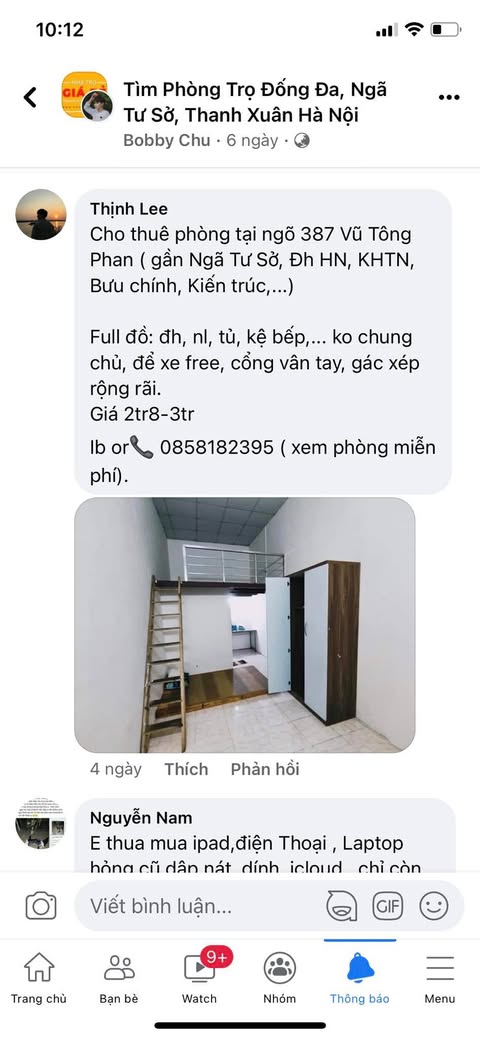 10:12
Tìm Phòng Trọ Đống Đa, Ngã
Tư Sở, Thanh Xuân Hà Nội
Bobby Chu · 6 ngày ·
Thịnh Lee
Cho thuê phòng tại ngõ 387 Vũ Tông
Phan ( gần Ngã Tư Sở, Đh HN, KHTN,
Bưu chính, Kiến trúc,...)
Full đồ: đh, nl, tủ, kệ bếp,... ko chung
chủ, để xe free, cổng vân tay, gác xép
rộng rãi.
Giá 2tr8-3tr
Ib or📞 0858182395 ( xem phòng miễn
phí).
4 ngày Thích Phản hồi
Nguyễn Nam
E thua mua ipad,điện Thoại , Laptop
hỏng cũ dập nát, dính icloud , chỉ còn
Viết bình luận...
GIF
9+
Trang chủ Bạn bè Watch Nhóm Thông báo Menu